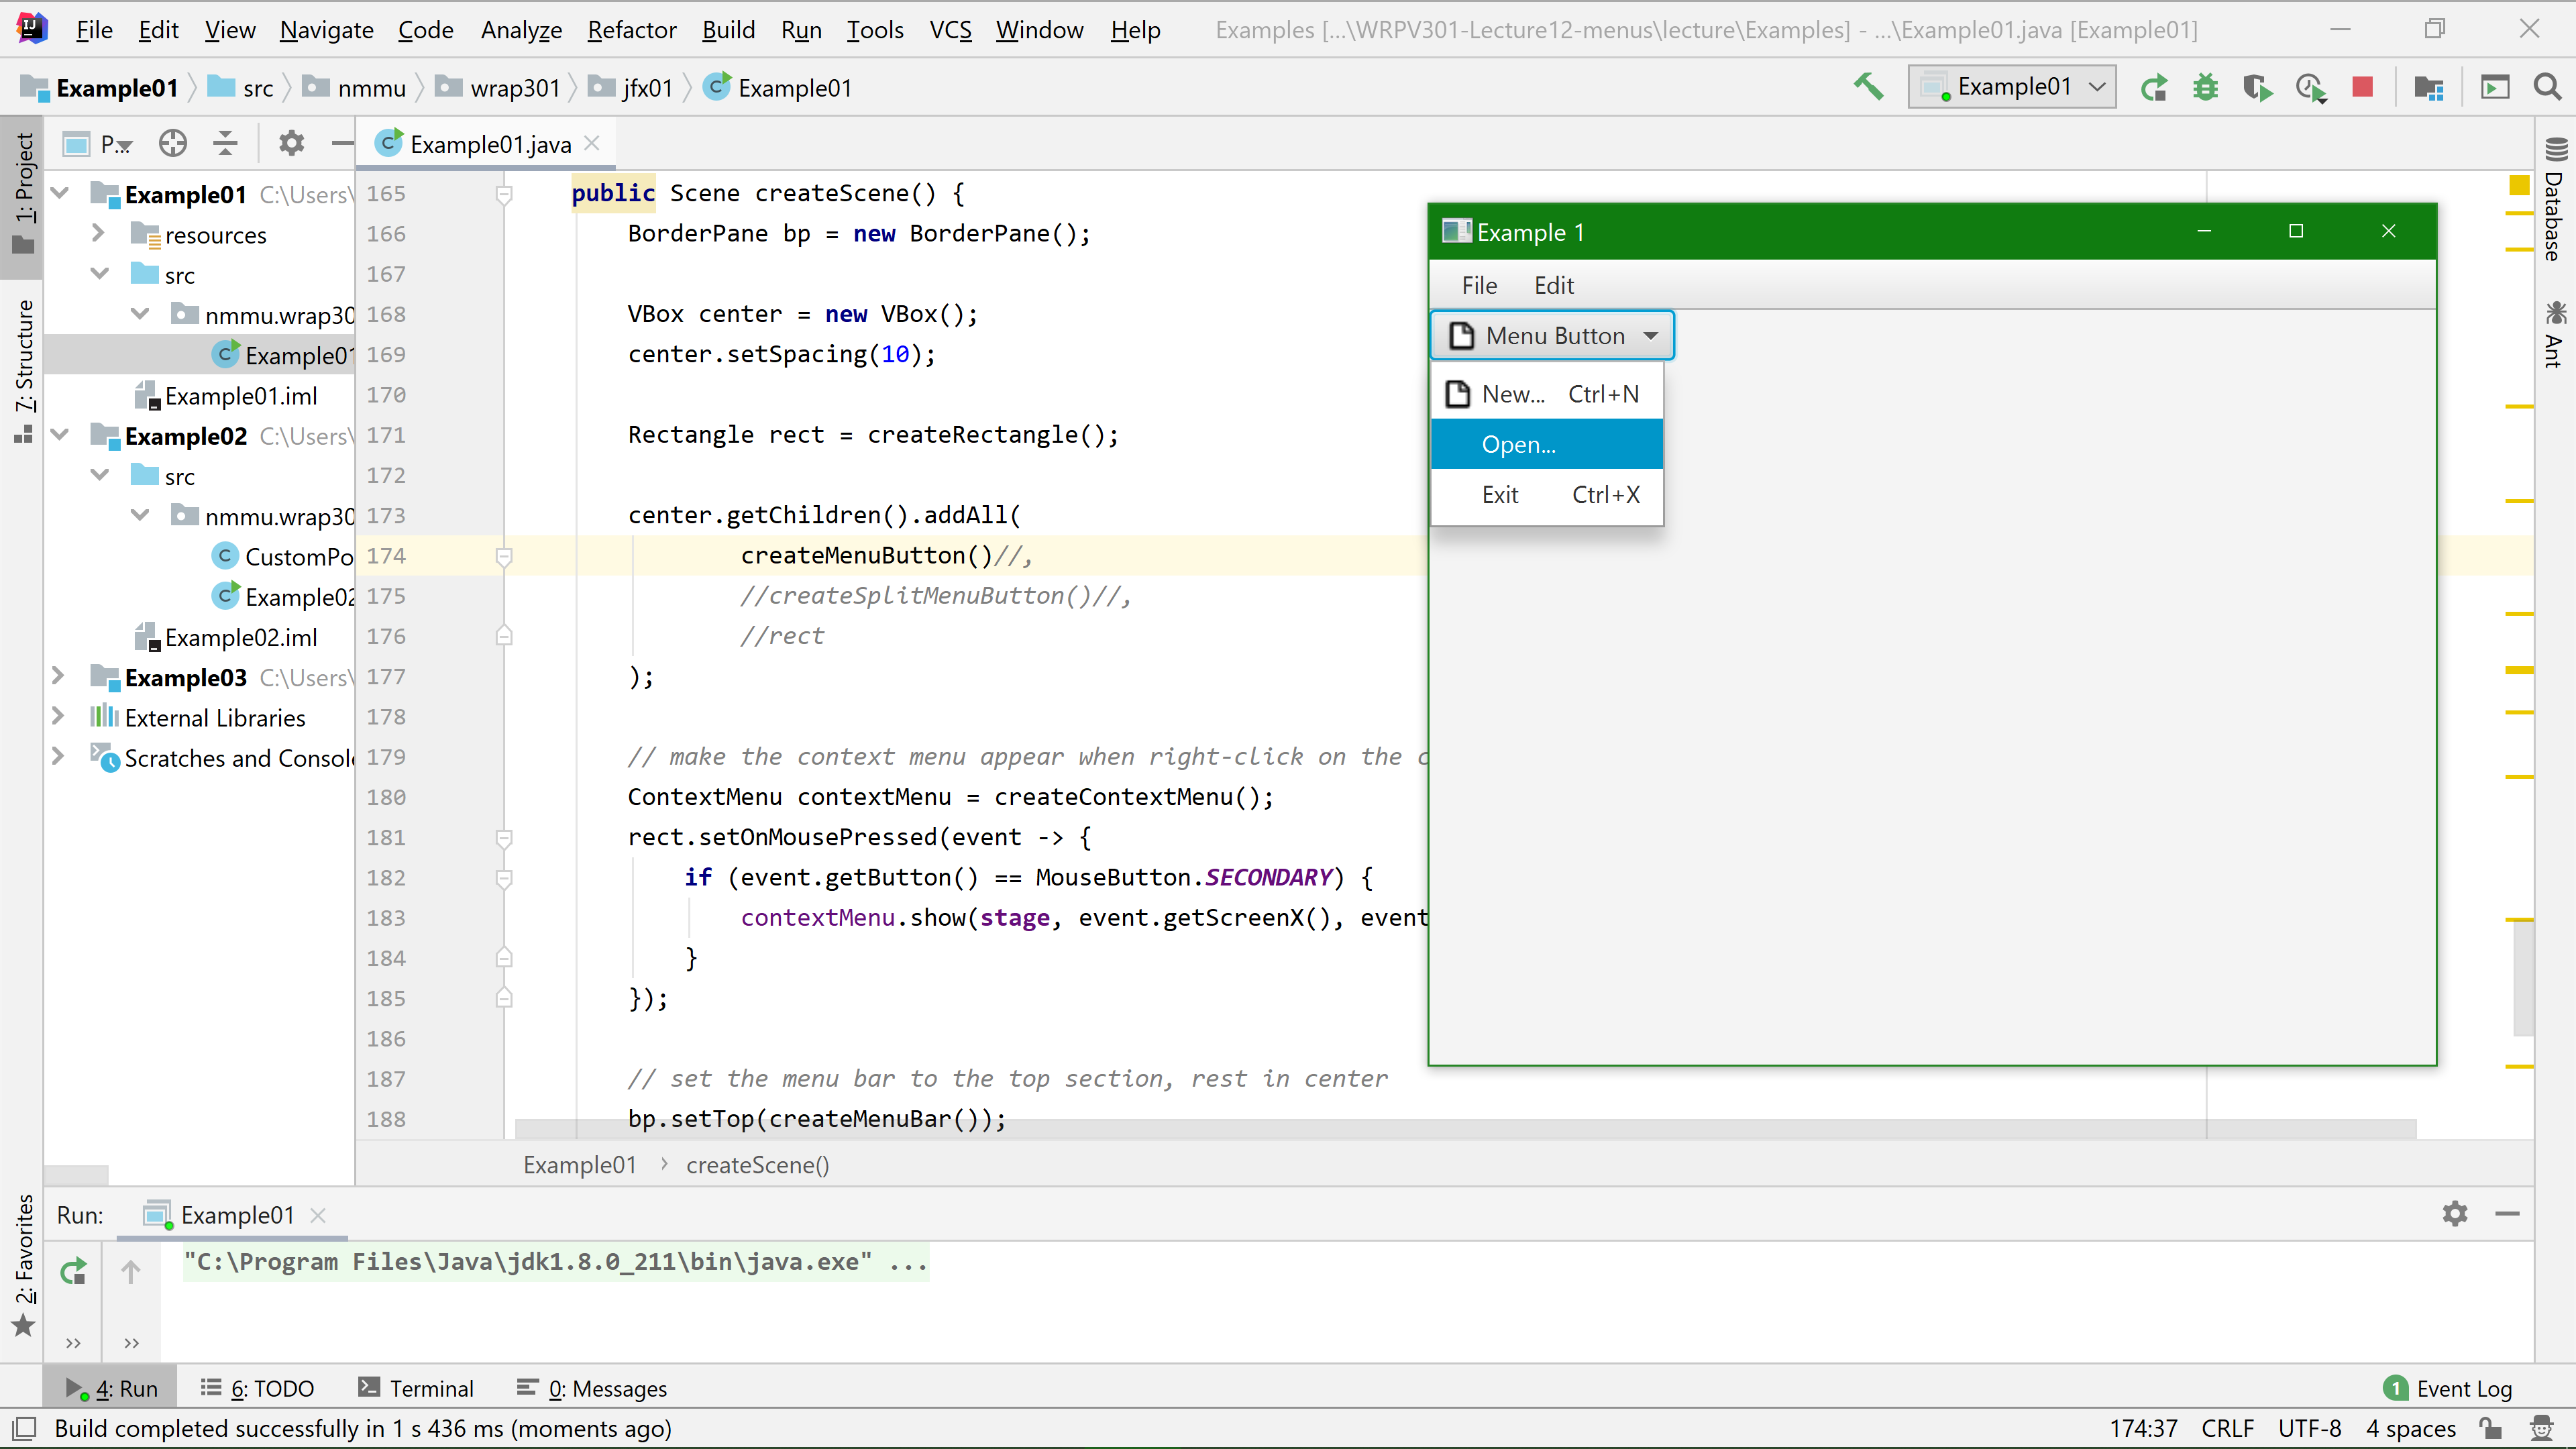 File Edit View Navigate Code Analyze Refactor Build Run Tools VCS Window Help Examples [...\WRPV301-Lecture12-menus\lecture\Examples] - ...\Example01.java [Example01]
Example01 src nmmu wrap301 jfx01 Example01 Example01
1: Project
7: Structure
2: Favorites
P...
Example01 C:\Users\
resources
src
nmmu.wrap30
Example01
Example01.iml
Example02 C:\Users\
src
nmmu.wrap30
CustomPo
Example02
Example02.iml
Example03 C:\Users\
External Libraries
Scratches and Console
Example01.java
165 public Scene createScene() {
166 BorderPane bp = new BorderPane();
167
168 VBox center = new VBox();
169 center.setSpacing(10);
170
171 Rectangle rect = createRectangle();
172
173 center.getChildren().addAll(
174 createMenuButton()//,
175 //createSplitMenuButton()//,
176 //rect
177 );
178
179 // make the context menu appear when right-click on the c
180 ContextMenu contextMenu = createContextMenu();
181 rect.setOnMousePressed(event -> {
182 if (event.getButton() == MouseButton.SECONDARY) {
183 contextMenu.show(stage, event.getScreenX(), event
184 }
185 });
186
187 // set the menu bar to the top section, rest in center
188 bp.setTop(createMenuBar());
Example01 › createScene()
Example 1
File Edit
Menu Button
New... Ctrl+N
Open...
Exit Ctrl+X
Database
Ant
Run: Example01
"C:\Program Files\Java\jdk1.8.0_211\bin\java.exe" ...
4: Run 6: TODO Terminal 0: Messages 1 Event Log
Build completed successfully in 1 s 436 ms (moments ago) 174:37 CRLF UTF-8 4 spaces